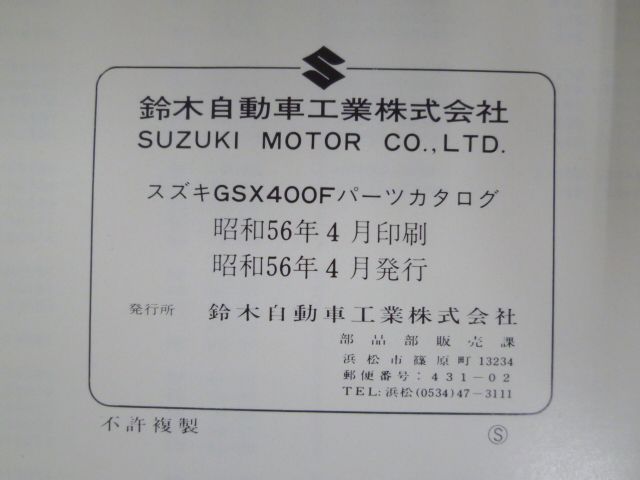 鈴木自動車工業株式会社
SUZUKI MOTOR CO.,LTD.
スズキGSX400Fパーツカタログ
昭和56年4月印刷
昭和56年4月発行
発行所 鈴木自動車工業株式会社
部品部販売課
浜松市篠原町13234
郵便番号:431-02
TEL:浜松(0534)47-3111
不許複製
Ⓢ